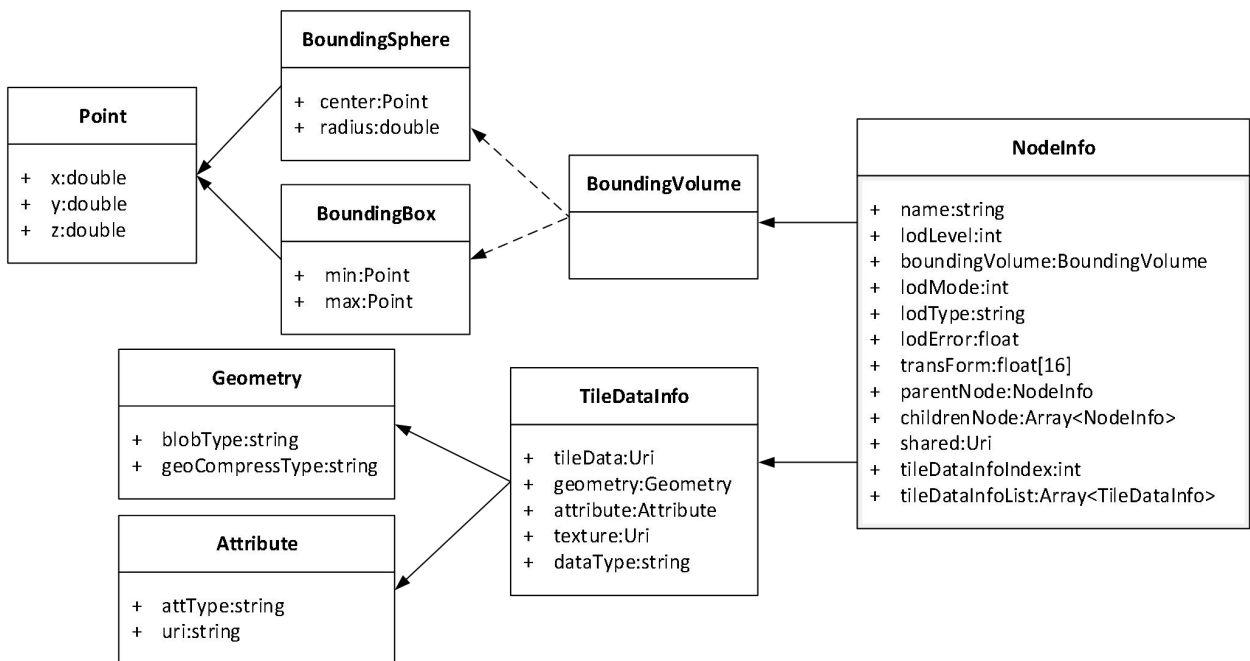 Point
+ x:double
+ y:double
+ z:double
BoundingSphere
+ center:Point
+ radius:double
BoundingBox
+ min:Point
+ max:Point
BoundingVolume
NodeInfo
+ name:string
+ lodLevel:int
+ boundingVolume:BoundingVolume
+ lodMode:int
+ lodType:string
+ lodError:float
+ transForm:float[16]
+ parentNode:NodeInfo
+ childrenNode:Array<NodeInfo>
+ shared:Uri
+ tileDataInfoIndex:int
+ tileDataInfoList:Array<TileDataInfo>
Geometry
+ blobType:string
+ geoCompressType:string
Attribute
+ attType:string
+ uri:string
TileDataInfo
+ tileData:Uri
+ geometry:Geometry
+ attribute:Attribute
+ texture:Uri
+ dataType:string